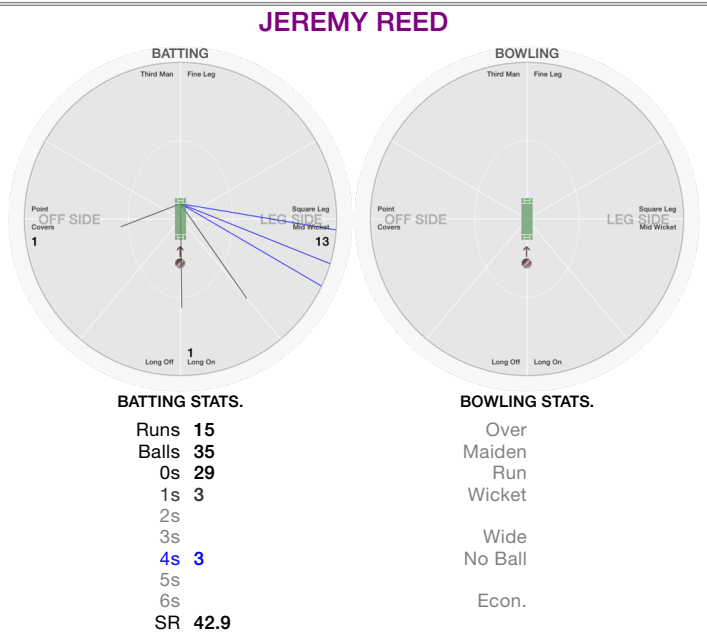 JEREMY REED
BATTING
Third Man Fine Leg
Point
OFF SIDE
Covers
1
Square Leg
LEG SIDE
Mid Wicket
13
1
Long Off Long On
BOWLING
Third Man Fine Leg
Point
OFF SIDE
Covers
Square Leg
LEG SIDE
Mid Wicket
Long Off Long On
BATTING STATS.
Runs 15
Balls 35
0s 29
1s 3
2s
3s
4s 3
5s
6s
SR 42.9
BOWLING STATS.
Over
Maiden
Run
Wicket
Wide
No Ball
Econ.